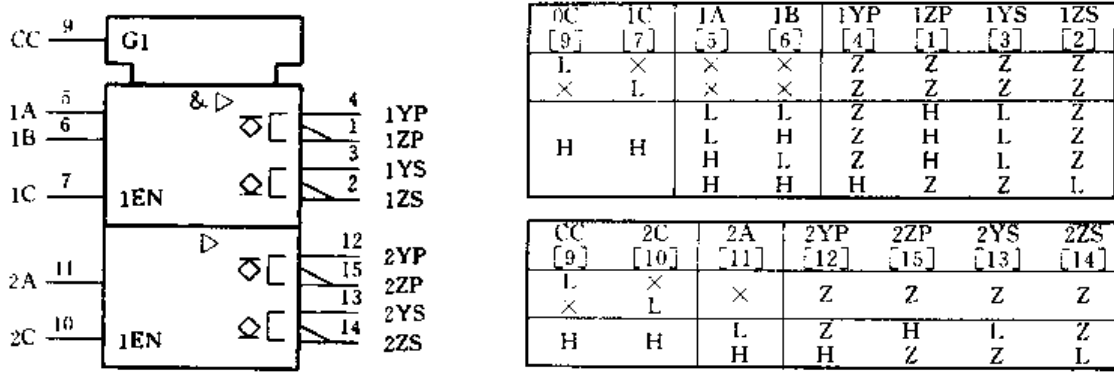 CC 9 G1
& ▷
1A 5 4 1YP
1B 6 1 1ZP
3 1YS
1C 7 1EN 2 1ZS
▷
12 2YP
2A 11 15 2ZP
13 2YS
2C 10 1EN 14 2ZS
0C 1C 1A 1B 1YP 1ZP 1YS 1ZS
[9] [7] [5] [6] [4] [1] [3] [2]
L × × × Z Z Z Z
× L × × Z Z Z Z
L L Z H L Z
L H Z H L Z
H H
H L Z H L Z
H H H Z Z L
CC 2C 2A 2YP 2ZP 2YS 2ZS
[9] [10] [11] [12] [15] [13] [14]
L ×
× Z Z Z Z
× L
H H L Z H L Z
H H Z Z L